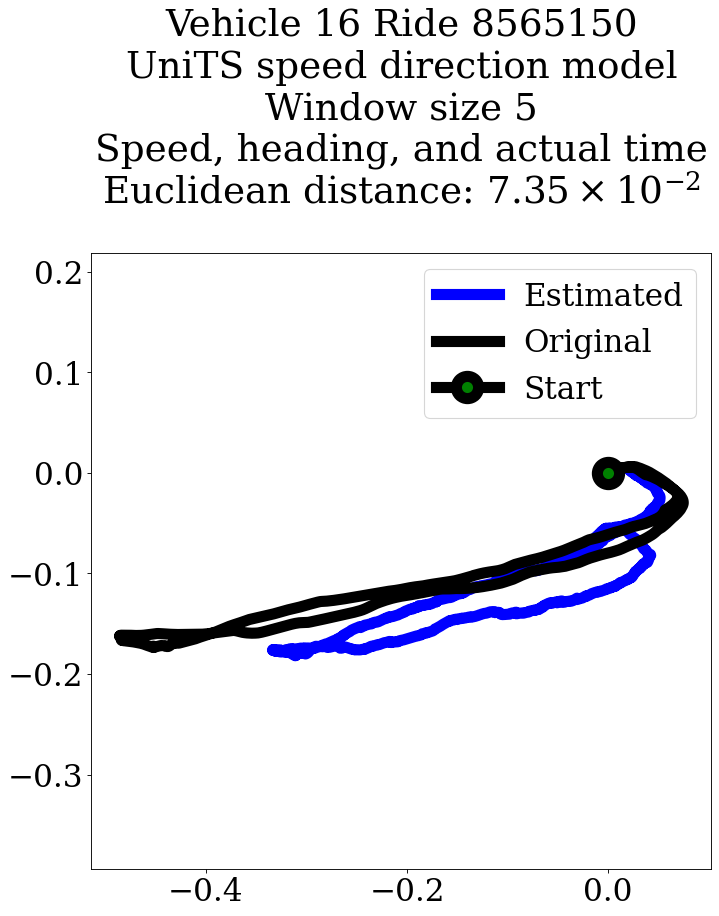 Vehicle 16 Ride 8565150
UniTS speed direction model
Window size 5
Speed, heading, and actual time
Euclidean distance: 7.35 × 10⁻²
Estimated
Original
Start
0.2
0.1
0.0
−0.1
−0.2
−0.3
−0.4
−0.2
0.0